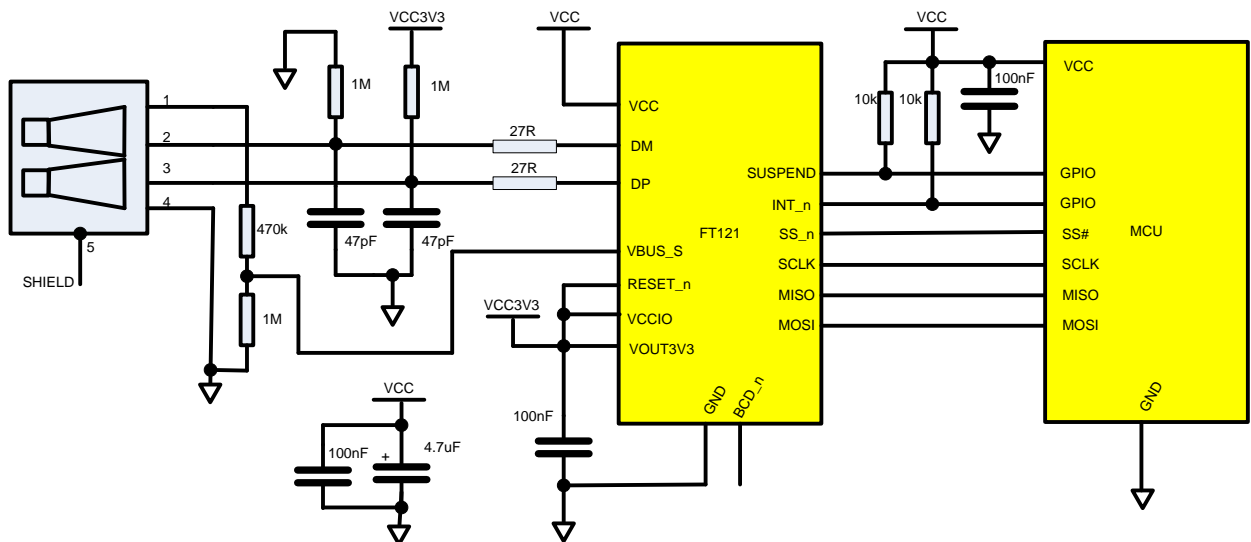 VCC3V3
VCC
VCC
1M
1M
10k
10k
100nF
VCC
1
2
3
4
5
SHIELD
27R
27R
VCC
DM
DP
SUSPEND
GPIO
INT_n
GPIO
FT121
SS_n
SS#
MCU
470k
47pF
47pF
VBUS_S
SCLK
SCLK
RESET_n
MISO
MISO
VCC3V3
1M
VCCIO
MOSI
MOSI
VOUT3V3
VCC
GND
BCD_n
GND
100nF
100nF
+
4.7uF